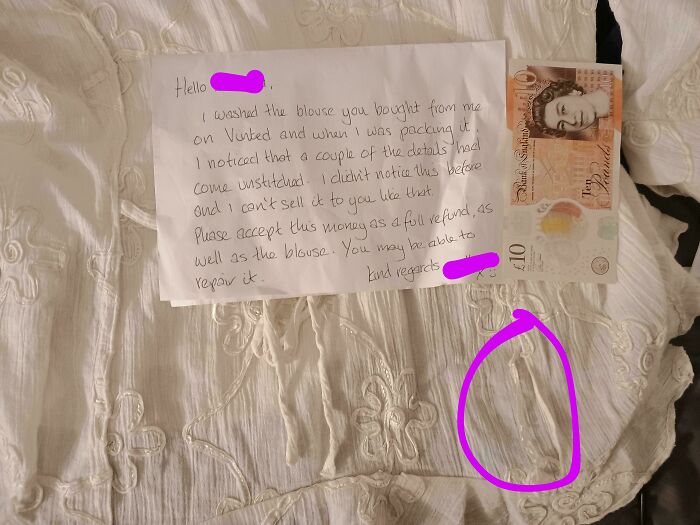 Hello
I washed the blouse you bought from me
on Vinted and when I was packing it,
I noticed that a couple of the details had
come unstitched. I didn't notice this before
and I can't sell it to you like that.
Please accept this money as a full refund, as
well as the blouse. You may be able to
repair it.
Kind regards
x
10
Bank of England
Ten
Pounds
£10